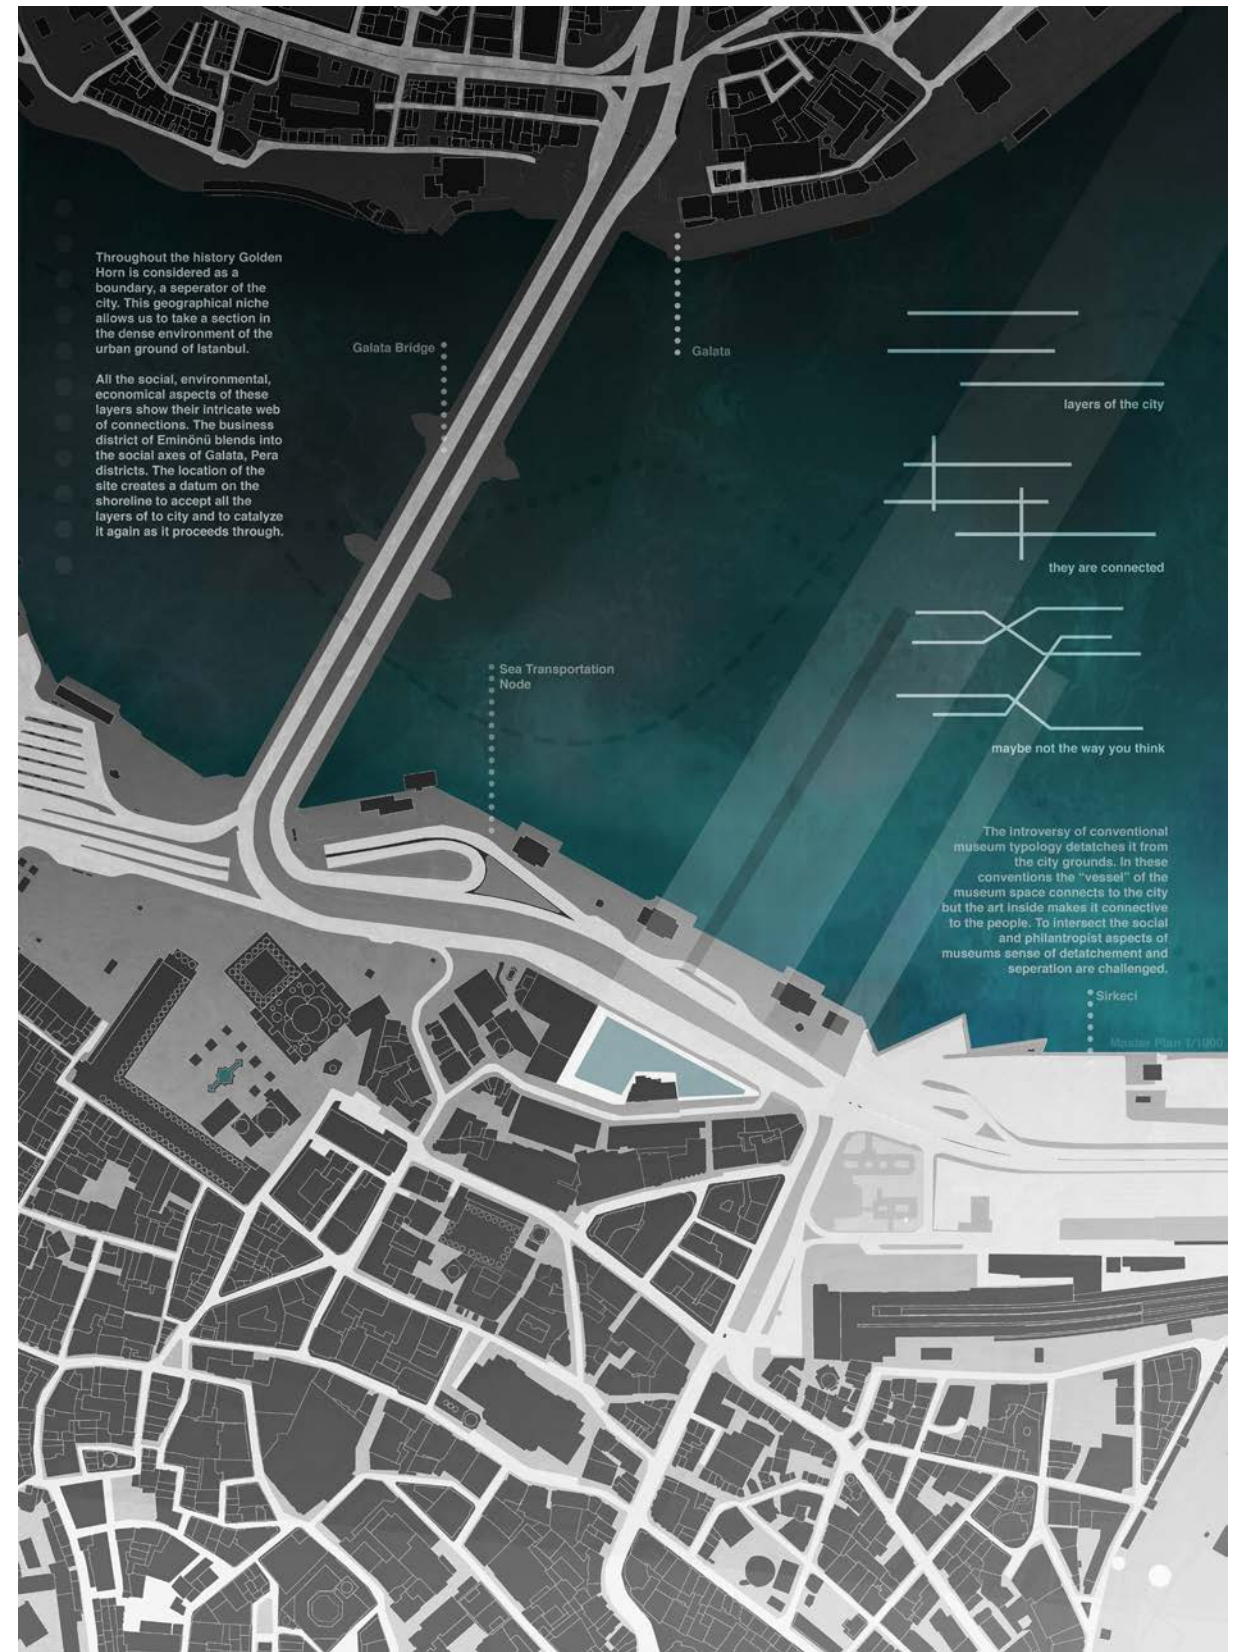 Throughout the history Golden
Horn is considered as a
boundary, a seperator of the
city. This geographical niche
allows us to take a section in
the dense environment of the
urban ground of Istanbul.
All the social, environmental,
economical aspects of these
layers show their intricate web
of connections. The business
district of Eminönü blends into
the social axes of Galata, Pera
districts. The location of the
site creates a datum on the
shoreline to accept all the
layers of to city and to catalyze
it again as it proceeds through.
Galata Bridge
Galata
layers of the city
they are connected
Sea Transportation
Node
maybe not the way you think
The introversy of conventional
museum typology detatches it from
the city grounds. In these
conventions the “vessel” of the
museum space connects to the city
but the art inside makes it connective
to the people. To intersect the social
and philantropist aspects of
museums sense of detatchement and
seperation are challenged.
Sirkeci
Master Plan 1/1000